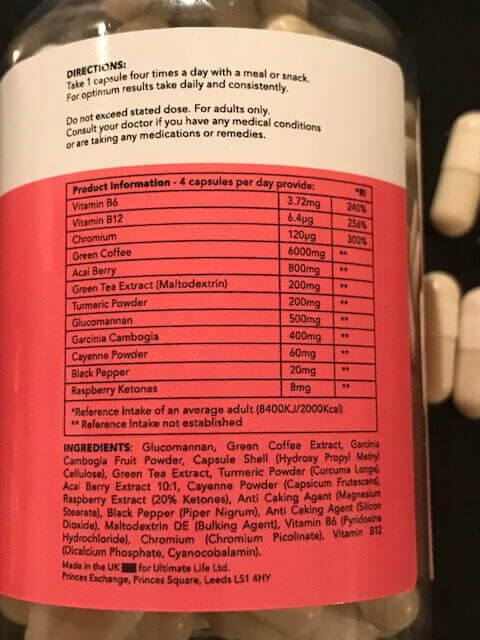 DIRECTIONS:
Take 1 capsule four times a day with a meal or snack.
For optimum results take daily and consistently.
Do not exceed stated dose. For adults only.
Consult your doctor if you have any medical conditions
or are taking any medications or remedies.
Product Information - 4 capsules per day provide: *RI
Vitamin B6 3.72mg 240%
Vitamin B12 6.4µg 256%
Chromium 120µg 300%
Green Coffee 6000mg **
Acai Berry 800mg **
Green Tea Extract (Maltodextrin) 200mg **
Turmeric Powder 200mg **
Glucomannan 500mg **
Garcinia Cambogia 400mg **
Cayenne Powder 60mg **
Black Pepper 20mg **
Raspberry Ketones 8mg **
*Reference Intake of an average adult (8400KJ/2000Kcal)
** Reference Intake not established
INGREDIENTS: Glucomannan, Green Coffee Extract, Garcinia
Cambogia Fruit Powder, Capsule Shell (Hydroxy Propyl Methyl
Cellulose), Green Tea Extract, Turmeric Powder (Curcuma Longa),
Acai Berry Extract 10:1, Cayenne Powder (Capsicum Frutescens),
Raspberry Extract (20% Ketones), Anti Caking Agent (Magnesium
Stearate), Black Pepper (Piper Nigrum), Anti Caking Agent (Silicon
Dioxide), Maltodextrin DE (Bulking Agent), Vitamin B6 (Pyridoxine
Hydrochloride), Chromium (Chromium Picolinate), Vitamin B12
(Dicalcium Phosphate, Cyanocobalamin).
Made in the UK for Ultimate Life Ltd.
Princes Exchange, Princes Square, Leeds LS1 4HY